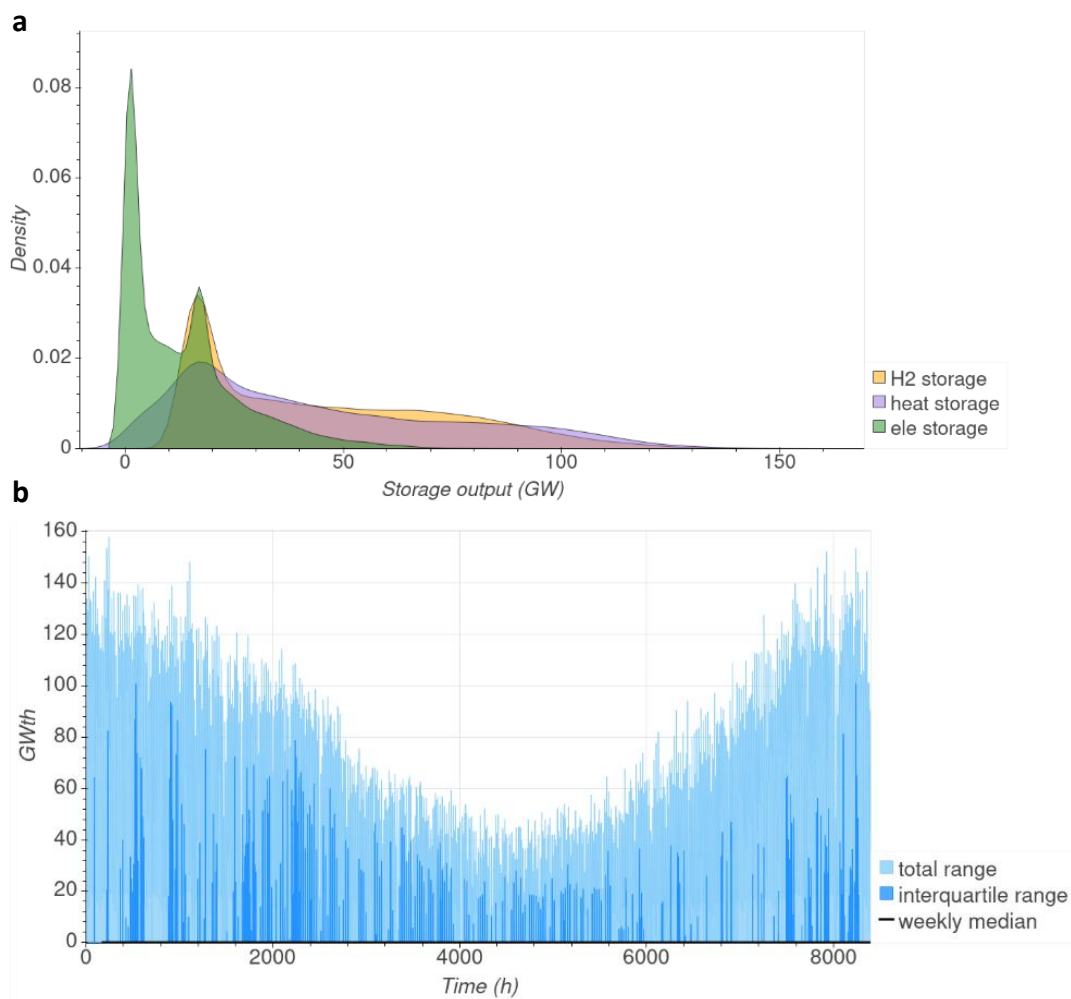 a
0.08
0.06
0.04
0.02
0
Density
0 50 100 150
Storage output (GW)
H2 storage
heat storage
ele storage
b
160
140
120
100
80
60
40
20
0
GWth
0 2000 4000 6000 8000
Time (h)
total range
interquartile range
weekly median